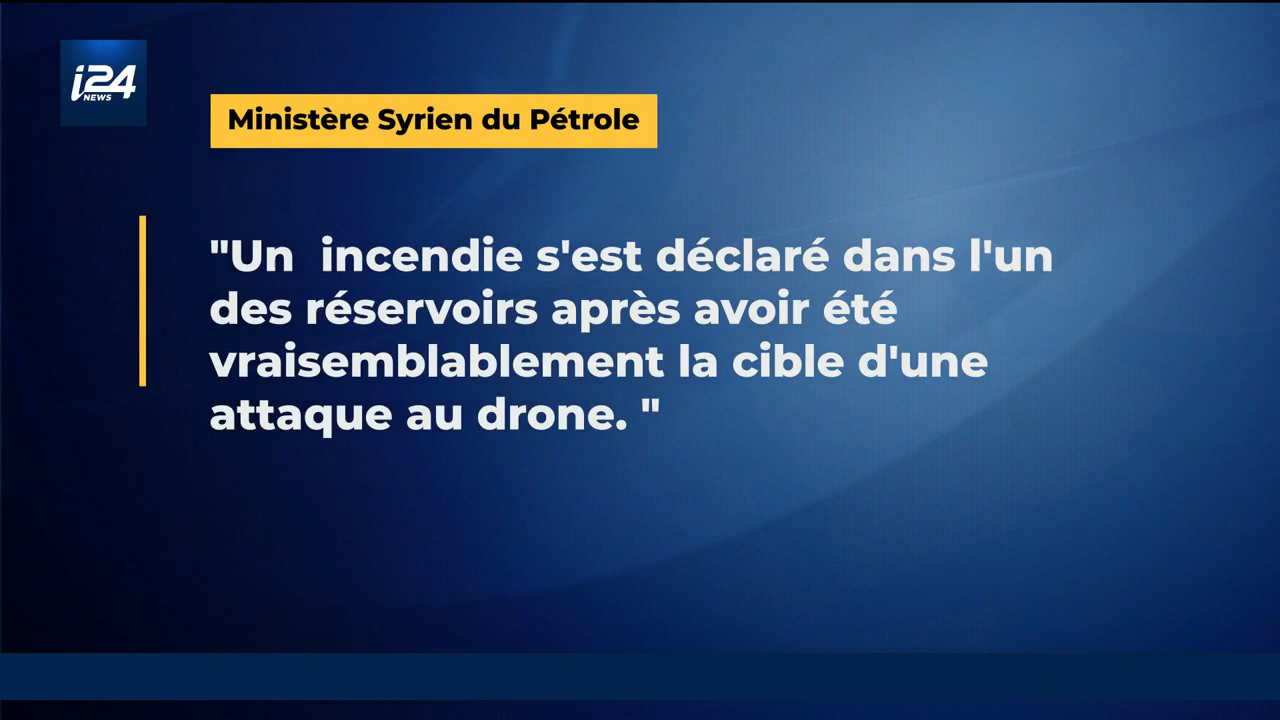 i24
NEWS
Ministère Syrien du Pétrole
"Un  incendie s'est déclaré dans l'un
des réservoirs après avoir été
vraisemblablement la cible d'une
attaque au drone. "